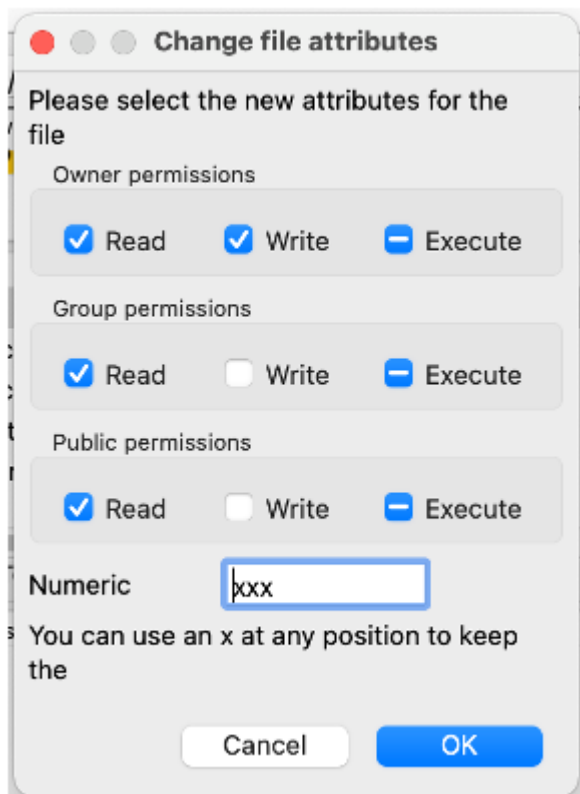 Change file attributes
Please select the new attributes for the
file
Owner permissions
Read Write Execute
Group permissions
Read Write Execute
Public permissions
Read Write Execute
Numeric xxx
You can use an x at any position to keep
the
Cancel OK